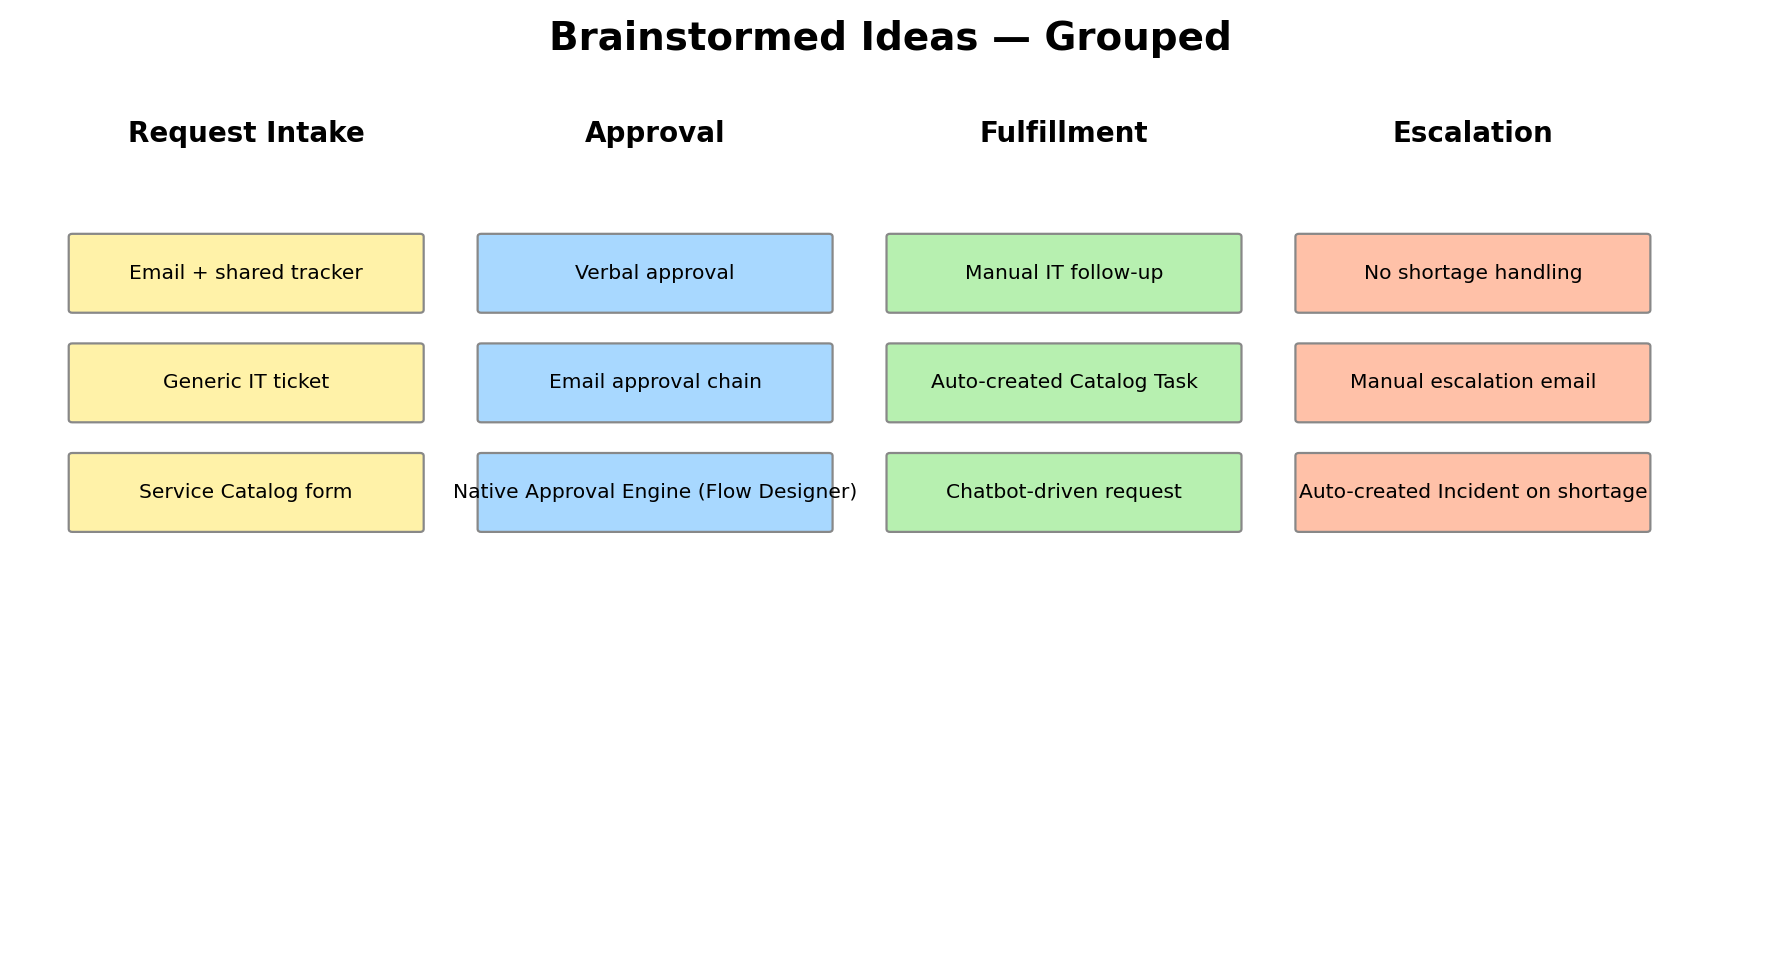 Brainstormed Ideas — Grouped
Request Intake
Approval
Fulfillment
Escalation
Email + shared tracker
Verbal approval
Manual IT follow-up
No shortage handling
Generic IT ticket
Email approval chain
Auto-created Catalog Task
Manual escalation email
Service Catalog form
Native Approval Engine (Flow Designer)
Chatbot-driven request
Auto-created Incident on shortage